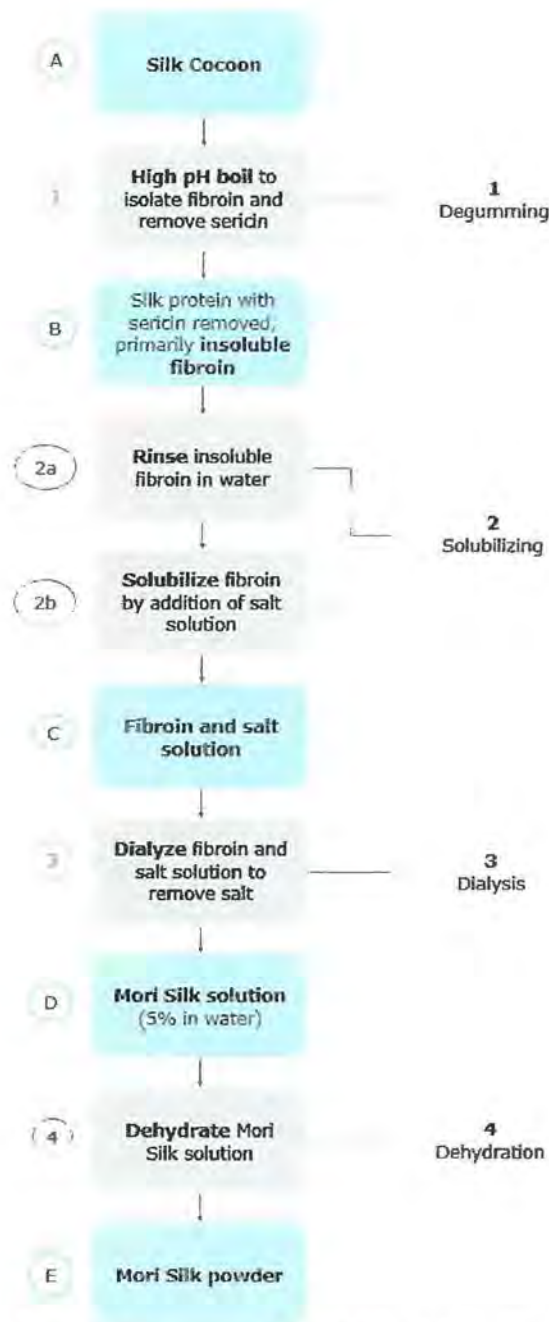 A
Silk Cocoon
1
High pH boil to
isolate fibroin and
remove sericin
1
Degumming
B
Silk protein with
sericin removed,
primarily insoluble
fibroin
2a
Rinse insoluble
fibroin in water
2
Solubilizing
2b
Solubilize fibroin
by addition of salt
solution
C
Fibroin and salt
solution
3
Dialyze fibroin and
salt solution to
remove salt
3
Dialysis
D
Mori Silk solution
(5% in water)
4
Dehydrate Mori
Silk solution
4
Dehydration
E
Mori Silk powder